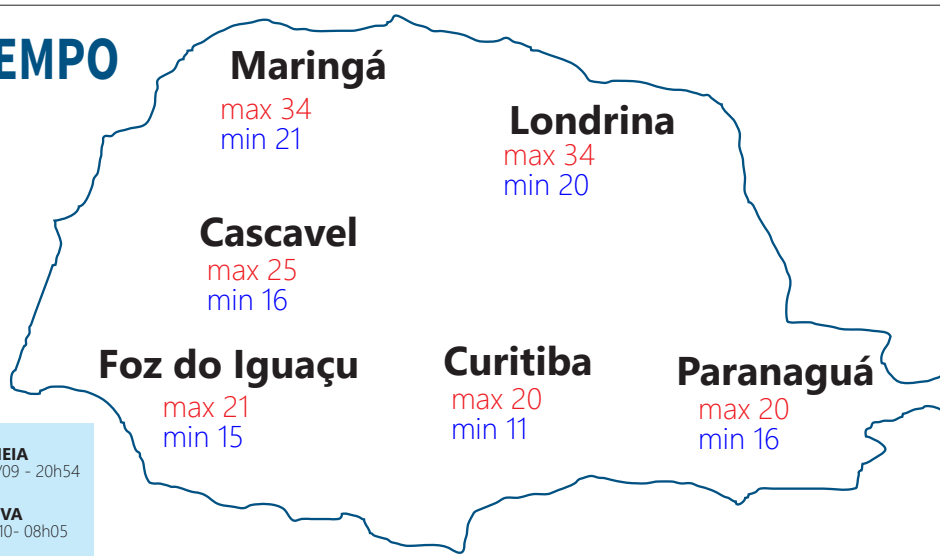 EMPO
Maringá
max 34
min 21
Londrina
max 34
min 20
Cascavel
max 25
min 16
Foz do Iguaçu
max 21
min 15
Curitiba
max 20
min 11
Paranaguá
max 20
min 16
EIA
/09 - 20h54
VA
10- 08h05